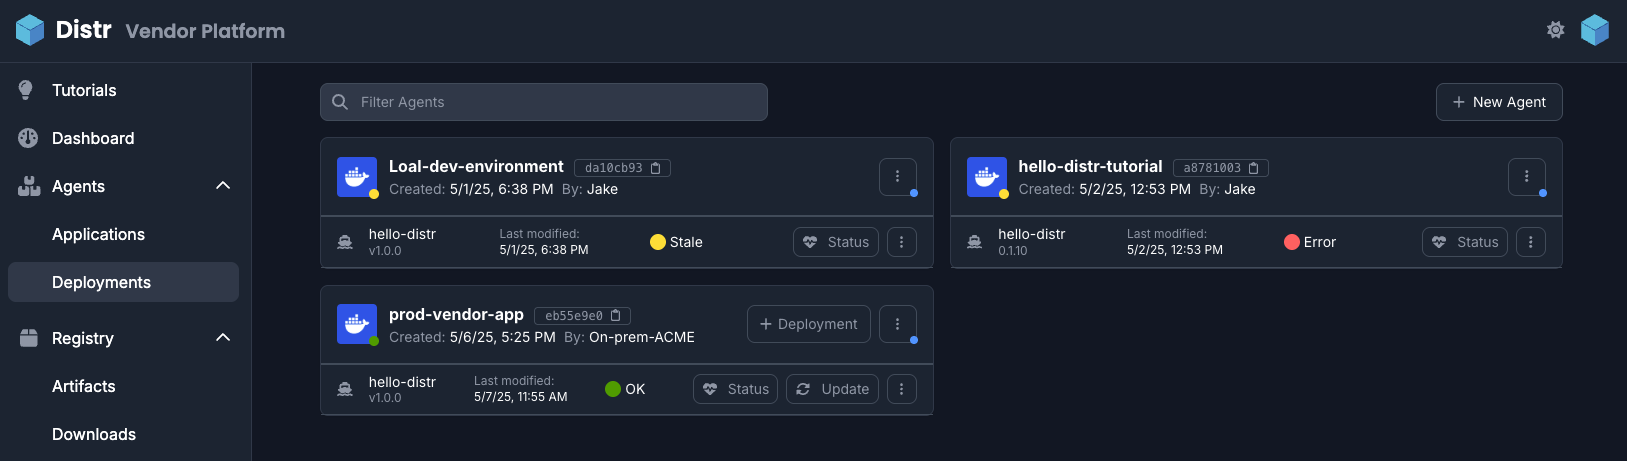 Distr Vendor Platform
Tutorials
Dashboard
Agents
Applications
Deployments
Registry
Artifacts
Downloads
Filter Agents
+ New Agent
Loal-dev-environment da10cb93
Created: 5/1/25, 6:38 PM By: Jake
hello-distr
v1.0.0
Last modified:
5/1/25, 6:38 PM
Stale
Status
hello-distr-tutorial a8781003
Created: 5/2/25, 12:53 PM By: Jake
hello-distr
0.1.10
Last modified:
5/2/25, 12:53 PM
Error
Status
prod-vendor-app eb55e9e0
Created: 5/6/25, 5:25 PM By: On-prem-ACME
+ Deployment
hello-distr
v1.0.0
Last modified:
5/7/25, 11:55 AM
OK
Status
Update